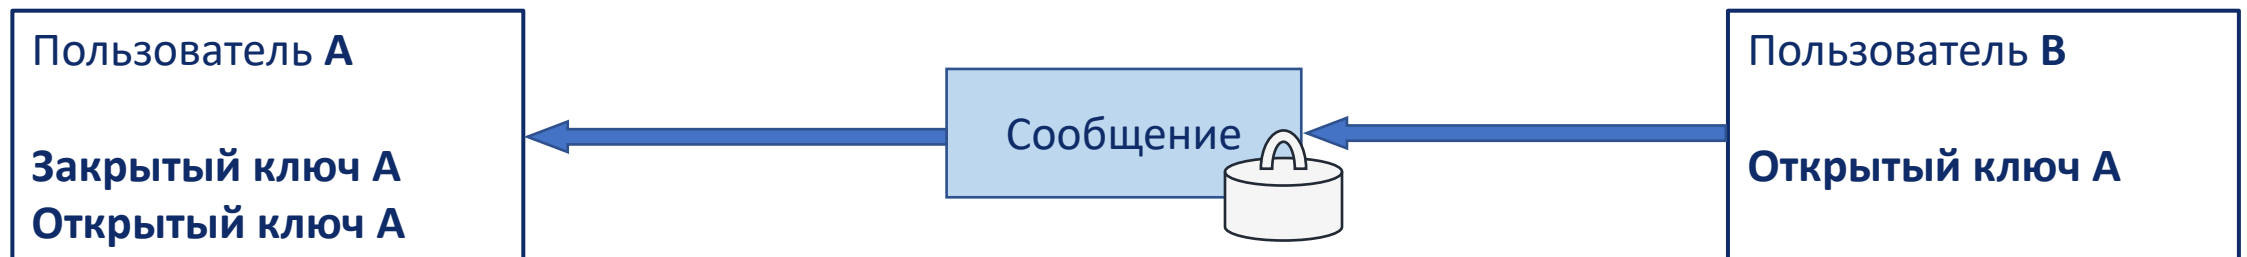 Пользователь А
Закрытый ключ А
Открытый ключ А
Сообщение
Пользователь В
Открытый ключ А